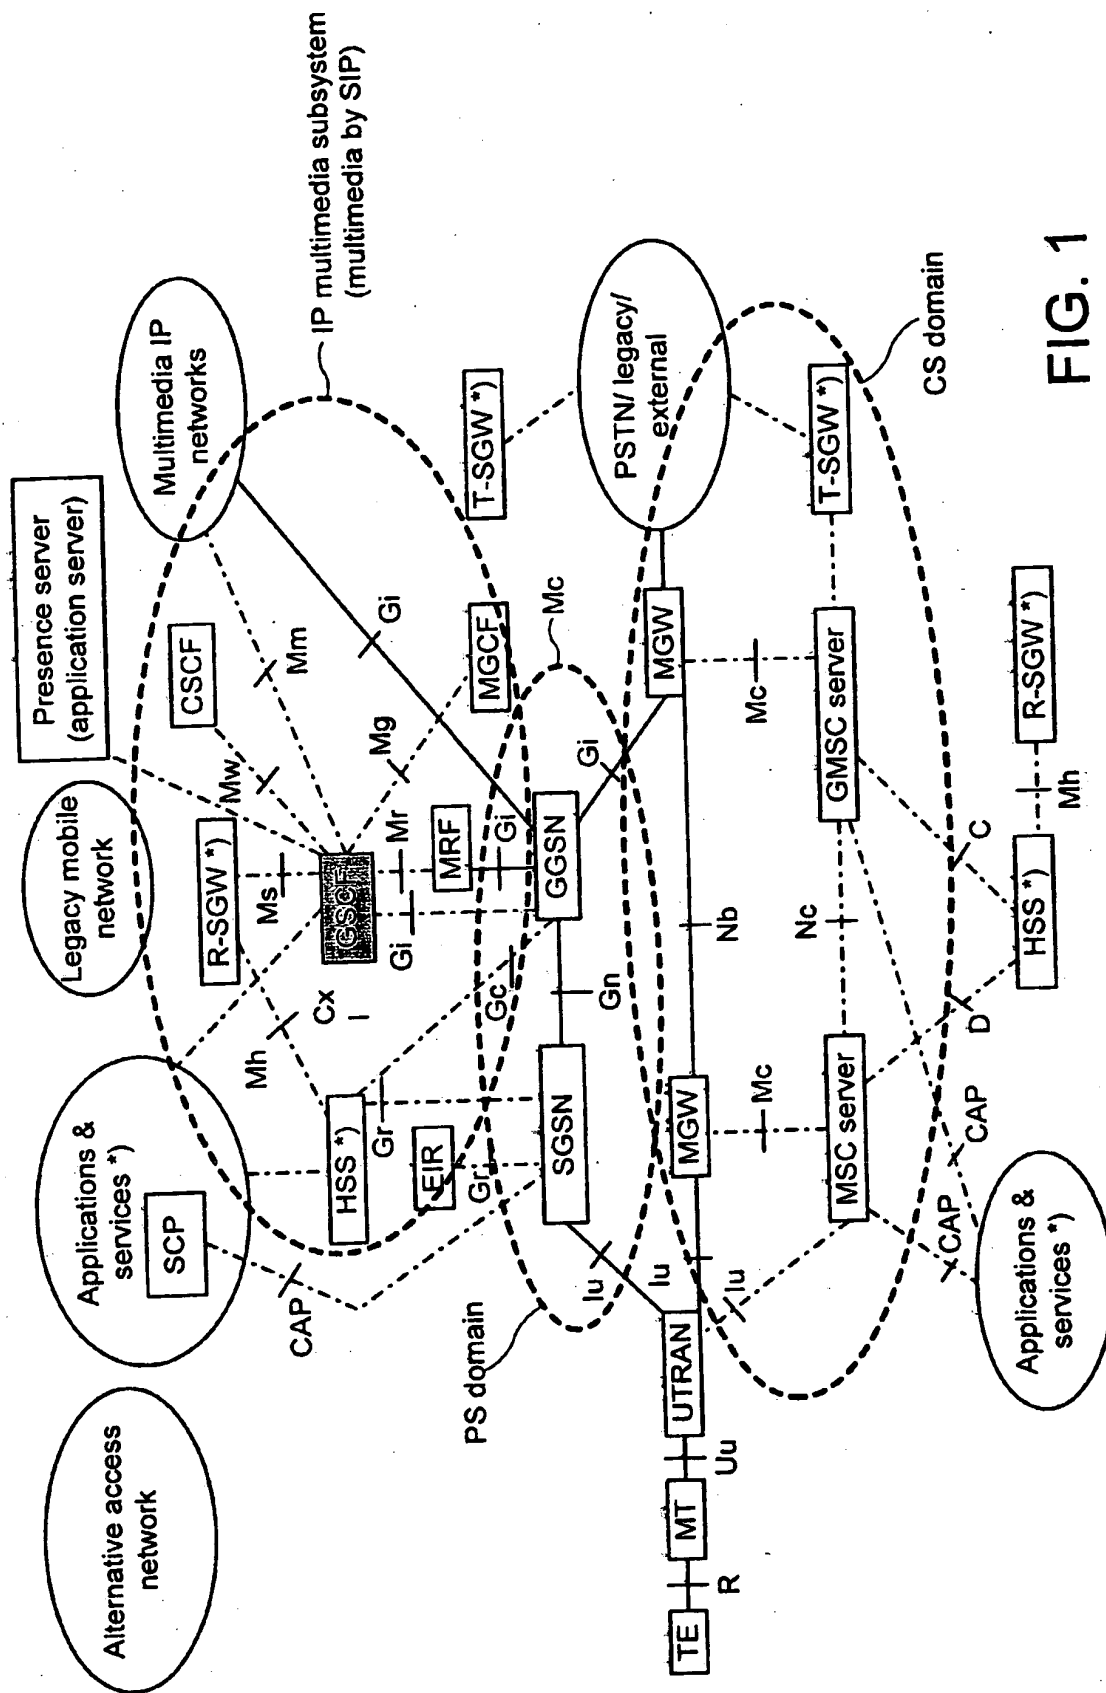 Alternative access
network
Applications &
services *)
SCP
Legacy mobile
network
Presence server
(application server)
Multimedia IP
networks
IP multimedia subsystem
(multimedia by SIP)
CAP
HSS *)
Mh
Cx
R-SGW *)
Ms
CSCF
Mw
Mm
Gi
Gr
EIR
Gr
Gi
Mr
Mg
MRF
Gi
MGCF
T-SGW *)
Gc
PS domain
SGSN
Gn
GGSN
Mc
Gi
Iu
Iu
Iu
TE
R
MT
Uu
UTRAN
MGW
Nb
MGW
PSTN/ legacy/
external
Mc
Mc
MSC server
Nc
GMSC server
T-SGW *)
CS domain
CAP
CAP
D
C
Applications &
services *)
HSS *)
Mh
R-SGW *)
FIG. 1